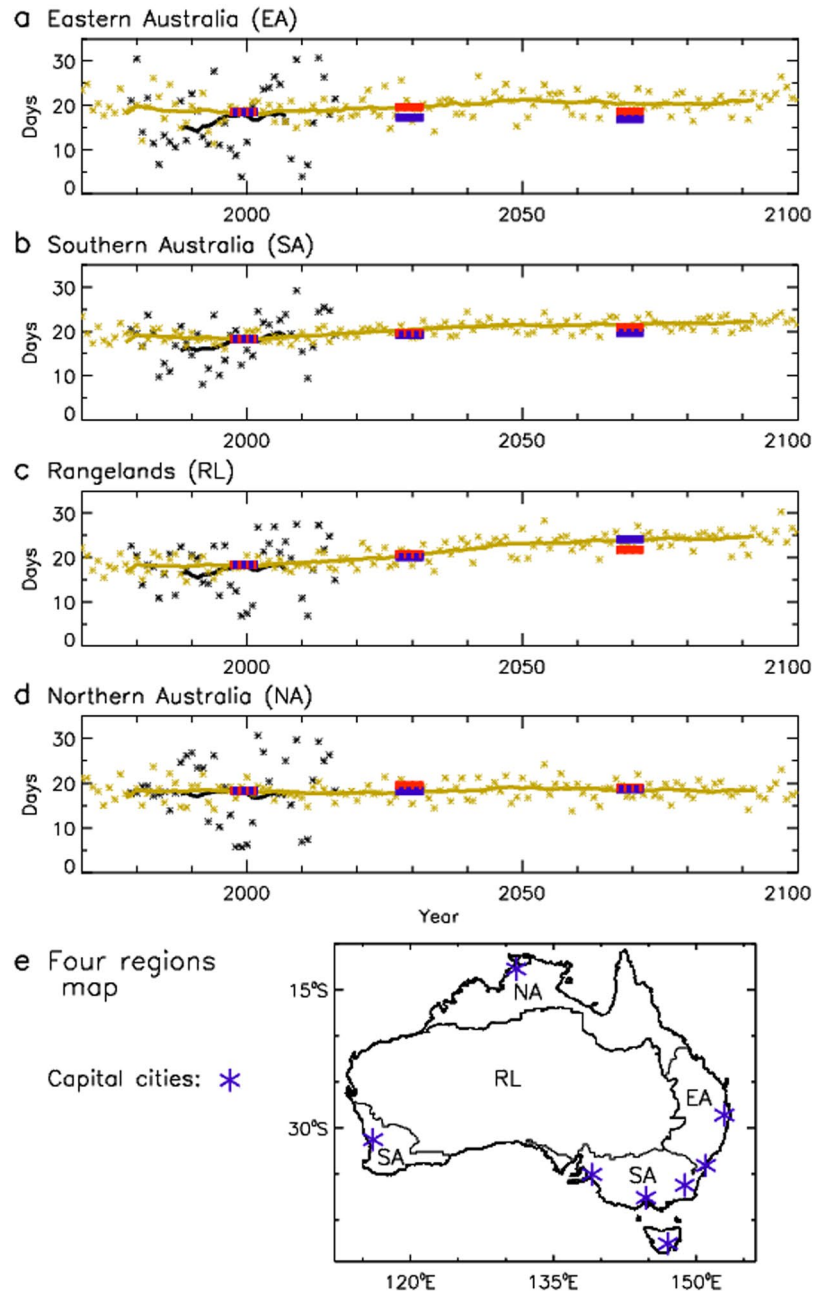 a Eastern Australia (EA)
30
20
10
0
Days
2000
2050
2100
b Southern Australia (SA)
30
20
10
0
Days
2000
2050
2100
c Rangelands (RL)
30
20
10
0
Days
2000
2050
2100
d Northern Australia (NA)
30
20
10
0
Days
2000
2050
2100
Year
e Four regions
map
Capital cities:
15°S
30°S
NA
RL
EA
SA
SA
120°E
135°E
150°E